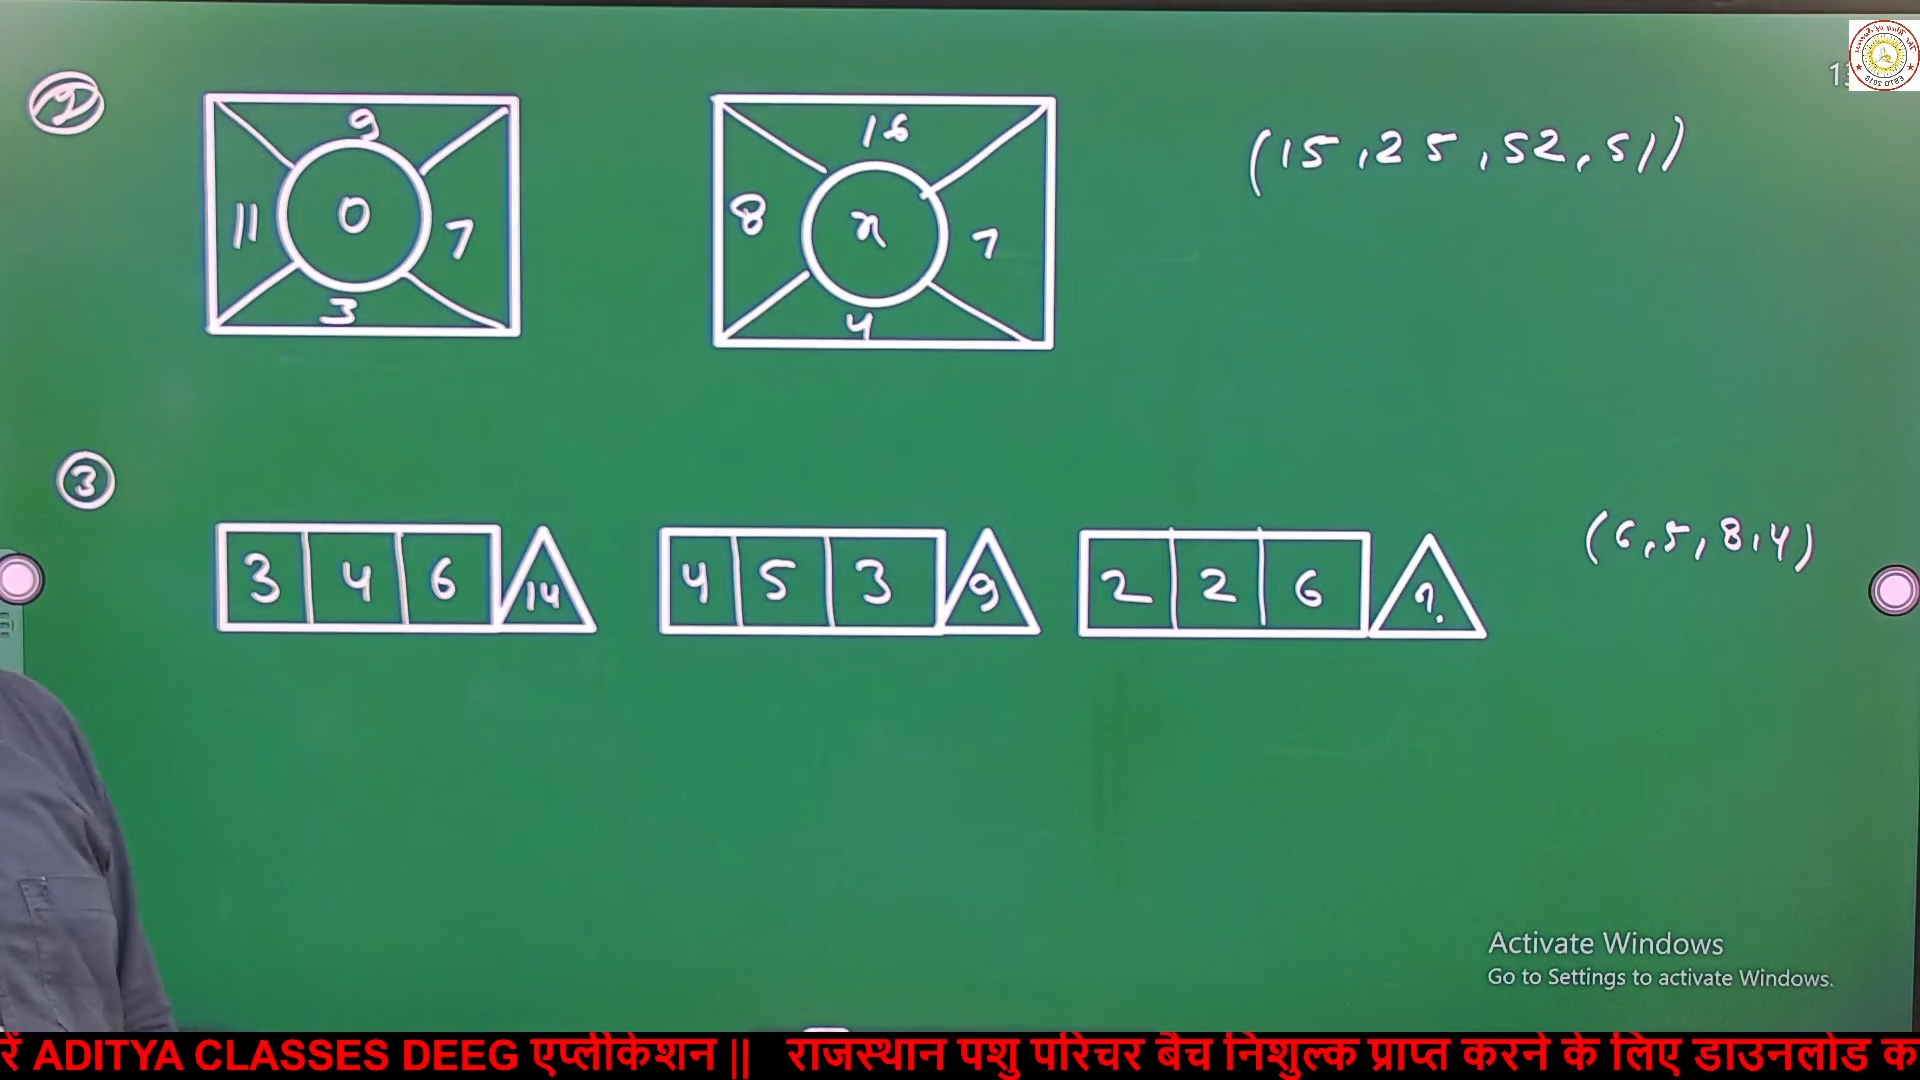 2
9
11 0 7
3
16
8 x 7
4
(15, 25, 52, 51)
3
3 4 6 14
4 5 3 9
2 2 6 ?
(6, 5, 8, 4)
Activate Windows
Go to Settings to activate Windows.
रें ADITYA CLASSES DEEG एप्लीकेशन || राजस्थान पशु परिचर बैच निशुल्क प्राप्त करने के लिए डाउनलोड क